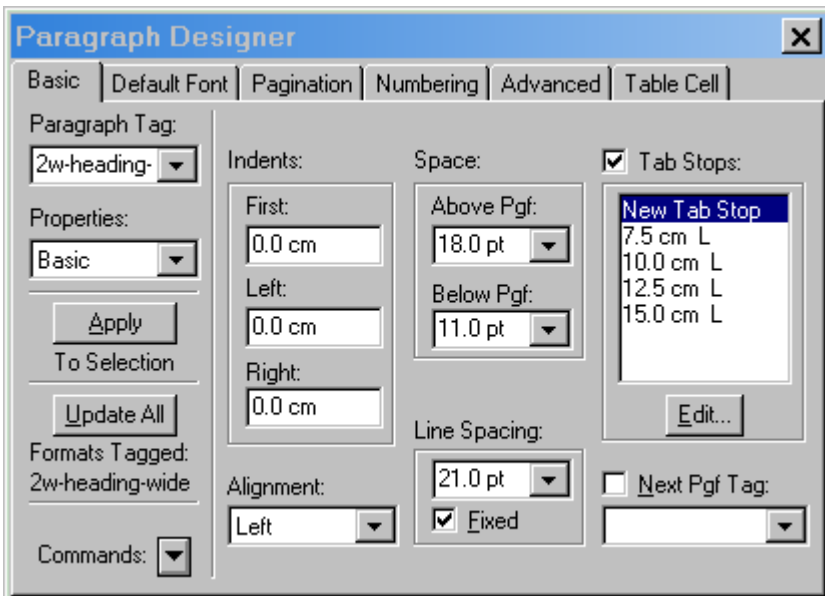 Paragraph Designer
Basic
Default Font
Pagination
Numbering
Advanced
Table Cell
Paragraph Tag:
2w-heading-
Properties:
Basic
Apply
To Selection
Update All
Formats Tagged:
2w-heading-wide
Commands:
Indents:
First:
0.0 cm
Left:
0.0 cm
Right:
0.0 cm
Alignment:
Left
Space:
Above Pgf:
18.0 pt
Below Pgf:
11.0 pt
Line Spacing:
21.0 pt
Fixed
Tab Stops:
New Tab Stop
7.5 cm L
10.0 cm L
12.5 cm L
15.0 cm L
Edit...
Next Pgf Tag: